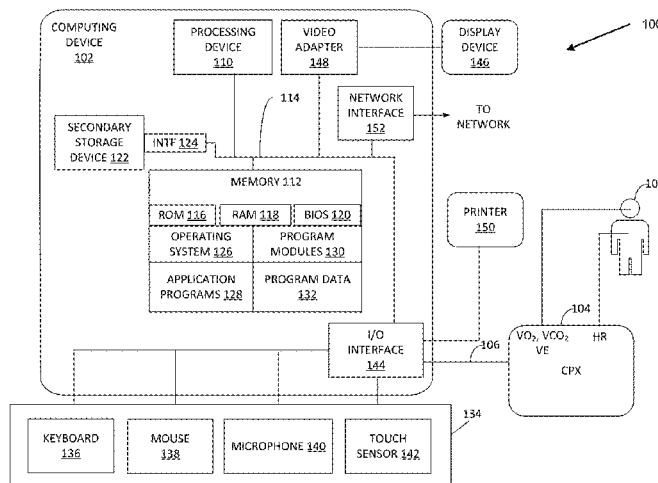 COMPUTING
DEVICE
102
PROCESSING
DEVICE
110
VIDEO
ADAPTER
148
DISPLAY
DEVICE
146
100
114
NETWORK
INTERFACE
152
TO
NETWORK
SECONDARY
STORAGE
DEVICE 122
INTF 124
MEMORY 112
ROM 116
RAM 118
BIOS 120
OPERATING
SYSTEM 126
PROGRAM
MODULES 130
APPLICATION
PROGRAMS 128
PROGRAM DATA
132
PRINTER
150
10
I/O
INTERFACE
144
106
104
VO₂, VCO₂
VE
HR
CPX
134
KEYBOARD
136
MOUSE
138
MICROPHONE 140
TOUCH
SENSOR 142